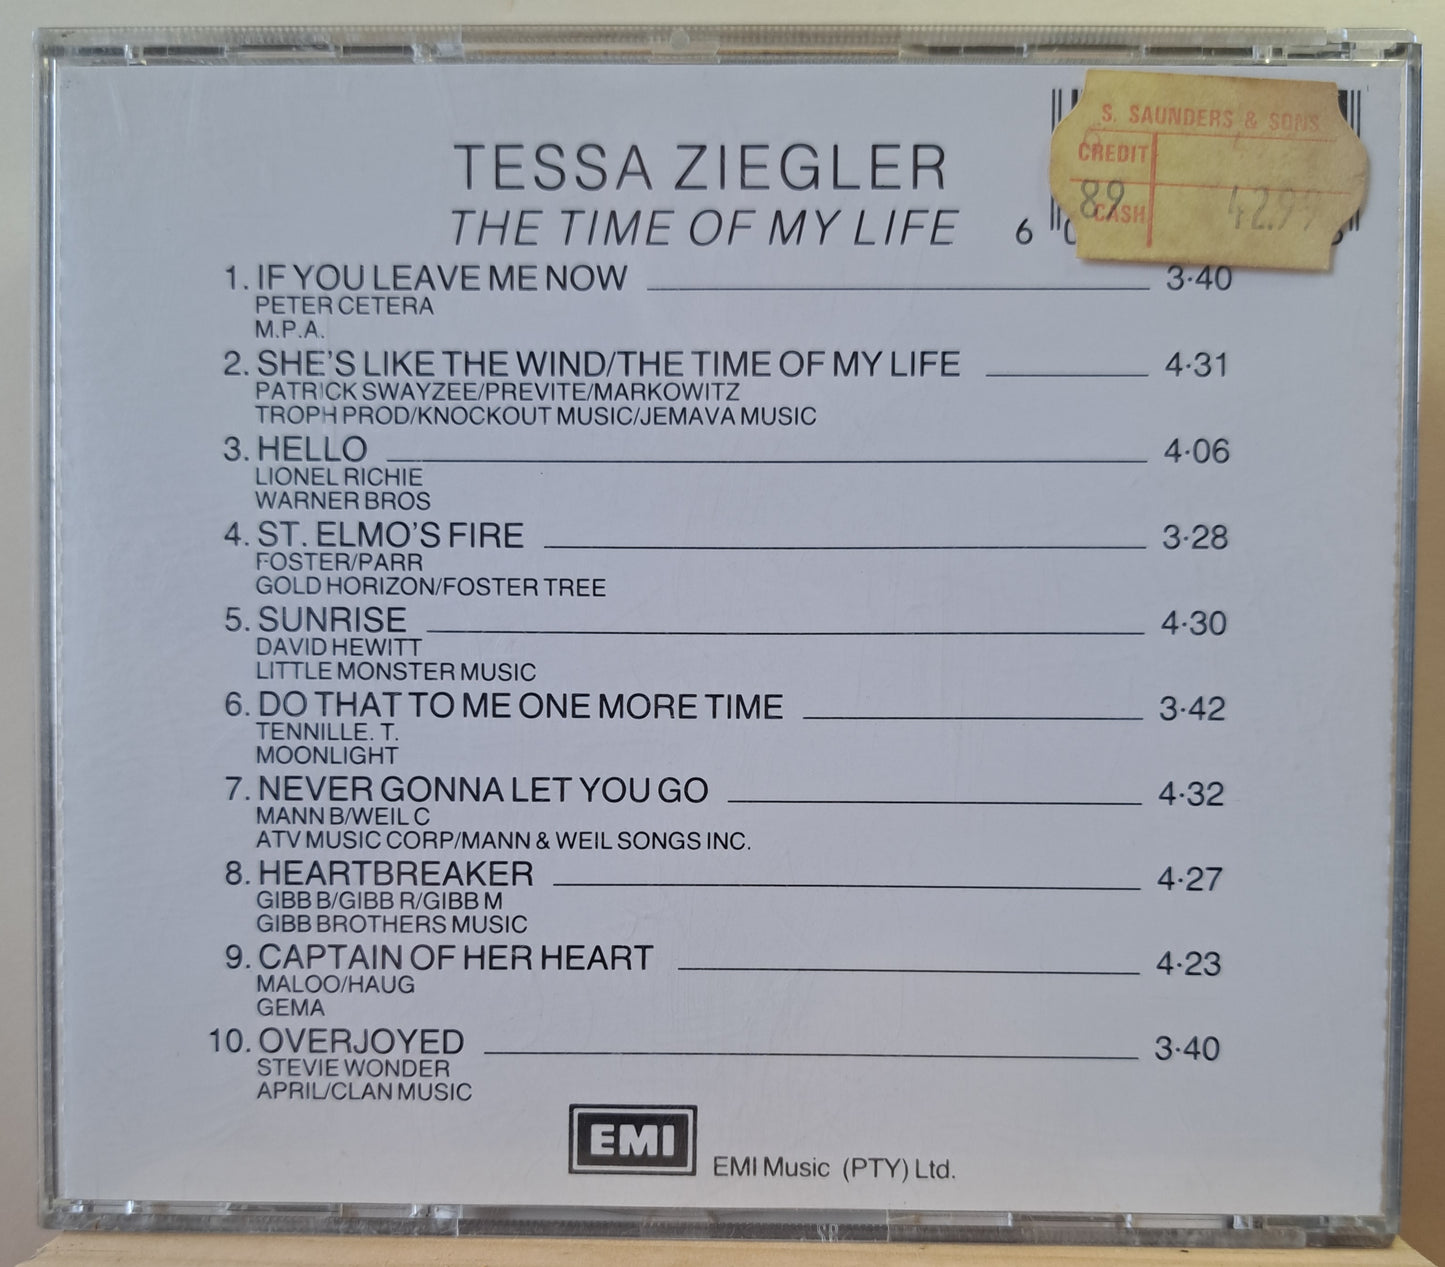 S. SAUNDERS & SONS
CREDIT
89
CASH
42.99
TESSA ZIEGLER
THE TIME OF MY LIFE
6
1. IF YOU LEAVE ME NOW 3·40
PETER CETERA
M.P.A.
2. SHE'S LIKE THE WIND/THE TIME OF MY LIFE 4·31
PATRICK SWAYZEE/PREVITE/MARKOWITZ
TROPH PROD/KNOCKOUT MUSIC/JEMAVA MUSIC
3. HELLO 4·06
LIONEL RICHIE
WARNER BROS
4. ST. ELMO'S FIRE 3·28
FOSTER/PARR
GOLD HORIZON/FOSTER TREE
5. SUNRISE 4·30
DAVID HEWITT
LITTLE MONSTER MUSIC
6. DO THAT TO ME ONE MORE TIME 3·42
TENNILLE. T.
MOONLIGHT
7. NEVER GONNA LET YOU GO 4·32
MANN B/WEIL C
ATV MUSIC CORP/MANN & WEIL SONGS INC.
8. HEARTBREAKER 4·27
GIBB B/GIBB R/GIBB M
GIBB BROTHERS MUSIC
9. CAPTAIN OF HER HEART 4·23
MALOO/HAUG
GEMA
10. OVERJOYED 3·40
STEVIE WONDER
APRIL/CLAN MUSIC
EMI
EMI Music (PTY) Ltd.